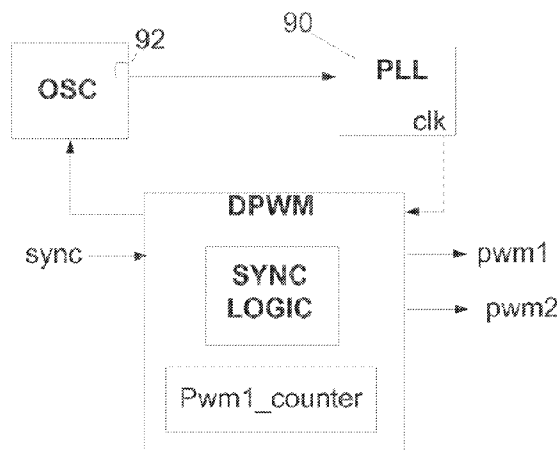 92
90
OSC
PLL
clk
DPWM
sync
SYNC
LOGIC
pwm1
pwm2
Pwm1_counter